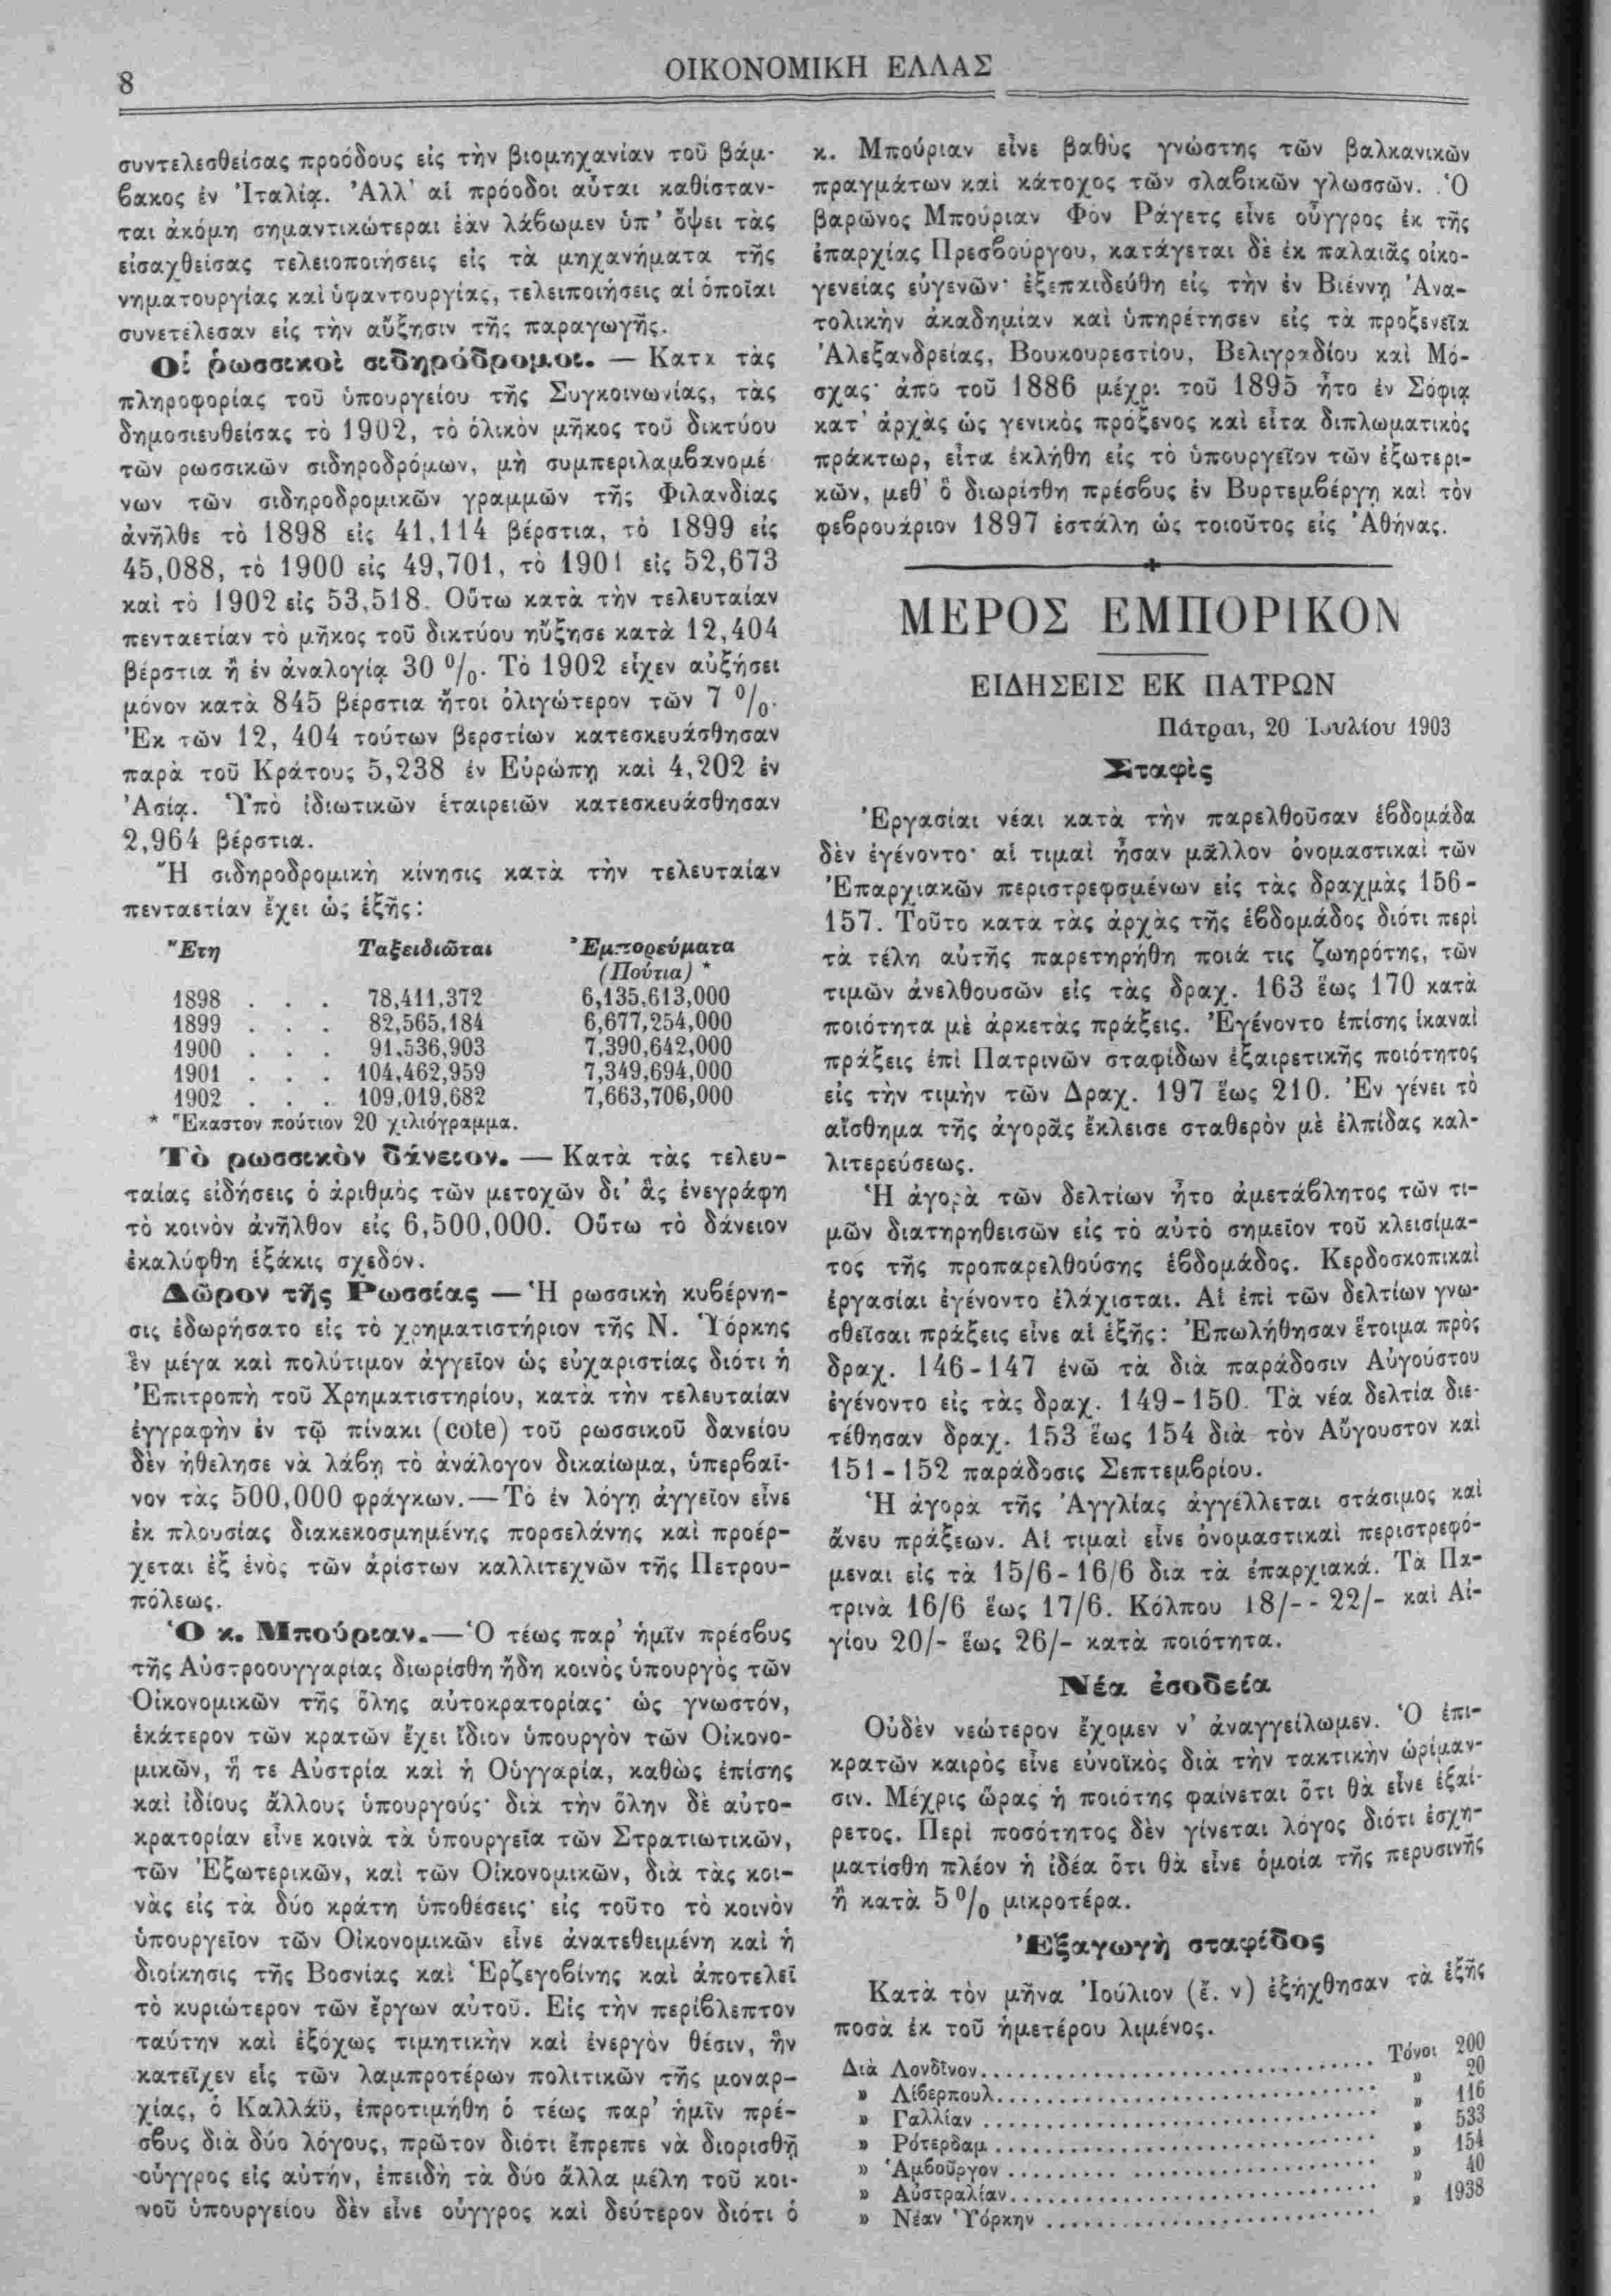 8
ΟΙΚΟΝΟΜΙΚΗ ΕΛΛΑΣ
συντελεσθείσας προόδους εἰς τὴν βιομηχανίαν τοῦ βάμ-
βακος ἐν Ἰταλίᾳ. Ἀλλ' αἱ πρόοδοι αὗται καθίσταν-
ται ἀκόμη σημαντικώτεραι ἐὰν λάβωμεν ὑπ' ὄψει τὰς
εἰσαχθείσας τελειοποιήσεις εἰς τὰ μηχανήματα τῆς
νηματουργίας καὶ ὑφαντουργίας, τελειποιήσεις αἱ ὁποῖαι
συνετέλεσαν εἰς τὴν αὔξησιν τῆς παραγωγῆς.
Οἱ ῥωσσικοὶ σιδηρόδρομοι. — Κατὰ τὰς
πληροφορίας τοῦ ὑπουργείου τῆς Συγκοινωνίας, τὰς
δημοσιευθείσας τὸ 1902, τὸ ὁλικὸν μῆκος τοῦ δικτύου
τῶν ρωσσικῶν σιδηροδρόμων, μὴ συμπεριλαμβανομέ-
νων τῶν σιδηροδρομικῶν γραμμῶν τῆς Φιλανδίας
ἀνῆλθε τὸ 1898 εἰς 41,114 βέρστια, τὸ 1899 εἰς
45,088, τὸ 1900 εἰς 49,701, τὸ 1901 εἰς 52,673
καὶ τὸ 1902 εἰς 53,518. Οὕτω κατὰ τὴν τελευταίαν
πενταετίαν τὸ μῆκος τοῦ δικτύου ηὔξησε κατὰ 12,404
βέρστια ἢ ἐν ἀναλογίᾳ 30 %. Τὸ 1902 εἶχεν αὐξήσει
μόνον κατὰ 845 βέρστια ἤτοι ὀλιγώτερον τῶν 7 %.
Ἐκ τῶν 12, 404 τούτων βερστίων κατεσκευάσθησαν
παρὰ τοῦ Κράτους 5,238 ἐν Εὐρώπῃ καὶ 4,202 ἐν
Ἀσίᾳ. Ὑπὸ ἰδιωτικῶν ἑταιρειῶν κατεσκευάσθησαν
2,964 βέρστια.
Ἡ σιδηροδρομικὴ κίνησις κατὰ τὴν τελευταίαν
πενταετίαν ἔχει ὡς ἑξῆς:
Ἔτη Ταξειδιῶται Ἐμπορεύματα
(Πούτια) *
1898 . . . 78,411,372 6,135,613,000
1899 . . . 82,565,184 6,677,254,000
1900 . . . 91,536,903 7,390,642,000
1901 . . . 104,462,959 7,349,694,000
1902 . . . 109,019,682 7,663,706,000
* Ἕκαστον πούτιον 20 χιλιόγραμμα.
Τὸ ρωσσικὸν δάνειον. — Κατὰ τὰς τελευ-
ταίας εἰδήσεις ὁ ἀριθμὸς τῶν μετοχῶν δι' ἃς ἐνεγράφη
τὸ κοινὸν ἀνῆλθον εἰς 6,500,000. Οὕτω τὸ δάνειον
ἐκαλύφθη ἑξάκις σχεδόν.
Δῶρον τῆς Ρωσσίας — Ἡ ρωσσικὴ κυβέρνη-
σις ἐδωρήσατο εἰς τὸ χρηματιστήριον τῆς Ν. Ὑόρκης
ἓν μέγα καὶ πολύτιμον ἀγγεῖον ὡς εὐχαριστίας διότι ἡ
Ἐπιτροπὴ τοῦ Χρηματιστηρίου, κατὰ τὴν τελευταίαν
ἐγγραφὴν ἐν τῷ πίνακι (cote) τοῦ ρωσσικοῦ δανείου
δὲν ἠθέλησε νὰ λάβῃ τὸ ἀνάλογον δικαίωμα, ὑπερβαῖ-
νον τὰς 500,000 φράγκων.—Τὸ ἐν λόγῃ ἀγγεῖον εἶνε
ἐκ πλουσίας διακεκοσμημένης πορσελάνης καὶ προέρ-
χεται ἐξ ἑνὸς τῶν ἀρίστων καλλιτεχνῶν τῆς Πετρου-
πόλεως.
Ὁ κ. Μπούριαν.—Ὁ τέως παρ' ἡμῖν πρέσβυς
τῆς Αὐστροουγγαρίας διωρίσθη ἤδη κοινὸς ὑπουργὸς τῶν
Οἰκονομικῶν τῆς ὅλης αὐτοκρατορίας· ὡς γνωστόν,
ἑκάτερον τῶν κρατῶν ἔχει ἴδιον ὑπουργὸν τῶν Οἰκονο-
μικῶν, ἥ τε Αὐστρία καὶ ἡ Οὑγγαρία, καθὼς ἐπίσης
καὶ ἰδίους ἄλλους ὑπουργούς· διὰ τὴν ὅλην δὲ αὐτο-
κρατορίαν εἶνε κοινὰ τὰ ὑπουργεῖα τῶν Στρατιωτικῶν,
τῶν Ἐξωτερικῶν, καὶ τῶν Οἰκονομικῶν, διὰ τὰς κοι-
νὰς εἰς τὰ δύο κράτη ὑποθέσεις· εἰς τοῦτο τὸ κοινὸν
ὑπουργεῖον τῶν Οἰκονομικῶν εἶνε ἀνατεθειμένη καὶ ἡ
διοίκησις τῆς Βοσνίας καὶ Ἑρζεγοβίνης καὶ ἀποτελεῖ
τὸ κυριώτερον τῶν ἔργων αὐτοῦ. Εἰς τὴν περίβλεπτον
ταύτην καὶ ἐξόχως τιμητικὴν καὶ ἐνεργὸν θέσιν, ἣν
κατεῖχεν εἷς τῶν λαμπροτέρων πολιτικῶν τῆς μοναρ-
χίας, ὁ Καλλάϋ, ἐπροτιμήθη ὁ τέως παρ' ἡμῖν πρέ-
σβυς διὰ δύο λόγους, πρῶτον διότι ἔπρεπε νὰ διορισθῇ
οὗγγρος εἰς αὐτήν, ἐπειδὴ τὰ δύο ἄλλα μέλη τοῦ κοι-
νοῦ ὑπουργείου δὲν εἶνε οὗγγρος καὶ δεύτερον διότι ὁ
κ. Μπούριαν εἶνε βαθὺς γνώστης τῶν βαλκανικῶν
πραγμάτων καὶ κάτοχος τῶν σλαβικῶν γλωσσῶν. Ὁ
βαρῶνος Μπούριαν Φὸν Ράγετς εἶνε οὗγγρος ἐκ τῆς
ἐπαρχίας Πρεσβούργου, κατάγεται δὲ ἐκ παλαιᾶς οἰκο-
γενείας εὐγενῶν· ἐξεπαιδεύθη εἰς τὴν ἐν Βιέννῃ Ἀνα-
τολικὴν ἀκαδημίαν καὶ ὑπηρέτησεν εἰς τὰ προξενεῖα
Ἀλεξανδρείας, Βουκουρεστίου, Βελιγραδίου καὶ Μό-
σχας· ἀπὸ τοῦ 1886 μέχρι τοῦ 1895 ἦτο ἐν Σόφιᾳ
κατ' ἀρχὰς ὡς γενικὸς πρόξενος καὶ εἶτα διπλωματικὸς
πράκτωρ, εἶτα ἐκλήθη εἰς τὸ ὑπουργεῖον τῶν ἐξωτερι-
κῶν, μεθ' ὃ διωρίσθη πρέσβυς ἐν Βυρτεμβέργῃ καὶ τὸν
φεβρουάριον 1897 ἐστάλη ὡς τοιοῦτος εἰς Ἀθήνας.
ΜΕΡΟΣ ΕΜΠΟΡΙΚΟΝ
ΕΙΔΗΣΕΙΣ ΕΚ ΠΑΤΡΩΝ
Πάτραι, 20 Ἰουλίου 1903
Σταφὶς
Ἐργασίαι νέαι κατὰ τὴν παρελθοῦσαν ἑβδομάδα
δὲν ἐγένοντο· αἱ τιμαὶ ἦσαν μᾶλλον ὀνομαστικαὶ τῶν
Ἐπαρχιακῶν περιστρεφομένων εἰς τὰς δραχμὰς 156-
157. Τοῦτο κατὰ τὰς ἀρχὰς τῆς ἑβδομάδος διότι περὶ
τὰ τέλη αὐτῆς παρετηρήθη ποιά τις ζωηρότης, τῶν
τιμῶν ἀνελθουσῶν εἰς τὰς δραχ. 163 ἕως 170 κατὰ
ποιότητα μὲ ἀρκετὰς πράξεις. Ἐγένοντο ἐπίσης ἱκαναὶ
πράξεις ἐπὶ Πατρινῶν σταφίδων ἐξαιρετικῆς ποιότητος
εἰς τὴν τιμὴν τῶν Δραχ. 197 ἕως 210. Ἐν γένει τὸ
αἴσθημα τῆς ἀγορᾶς ἔκλεισε σταθερὸν μὲ ἐλπίδας καλ-
λιτερεύσεως.
Ἡ ἀγορὰ τῶν δελτίων ἦτο ἀμετάβλητος τῶν τι-
μῶν διατηρηθεισῶν εἰς τὸ αὐτὸ σημεῖον τοῦ κλεισίμα-
τος τῆς προπαρελθούσης ἑβδομάδος. Κερδοσκοπικαὶ
ἐργασίαι ἐγένοντο ἐλάχισται. Αἱ ἐπὶ τῶν δελτίων γνω-
σθεῖσαι πράξεις εἶνε αἱ ἑξῆς: Ἐπωλήθησαν ἕτοιμα πρὸς
δραχ. 146-147 ἐνῶ τὰ διὰ παράδοσιν Αὐγούστου
ἐγένοντο εἰς τὰς δραχ. 149-150. Τὰ νέα δελτία διε-
τέθησαν δραχ. 153 ἕως 154 διὰ τὸν Αὔγουστον καὶ
151-152 παράδοσις Σεπτεμβρίου.
Ἡ ἀγορὰ τῆς Ἀγγλίας ἀγγέλλεται στάσιμος καὶ
ἄνευ πράξεων. Αἱ τιμαὶ εἶνε ὀνομαστικαὶ περιστρεφό-
μεναι εἰς τὰ 15/6-16/6 διὰ τὰ ἐπαρχιακά. Τὰ Πα-
τρινὰ 16/6 ἕως 17/6. Κόλπου 18/-- 22/- καὶ Αἰ-
γίου 20/- ἕως 26/- κατὰ ποιότητα.
Νέα ἐσοδεία
Οὐδὲν νεώτερον ἔχομεν ν' ἀναγγείλωμεν. Ὁ ἐπι-
κρατῶν καιρὸς εἶνε εὐνοϊκὸς διὰ τὴν τακτικὴν ὡρίμαν-
σιν. Μέχρις ὥρας ἡ ποιότης φαίνεται ὅτι θὰ εἶνε ἐξαί-
ρετος. Περὶ ποσότητος δὲν γίνεται λόγος διότι ἐσχη-
ματίσθη πλέον ἡ ἰδέα ὅτι θὰ εἶνε ὁμοία τῆς περυσινῆς
ἢ κατὰ 5 % μικροτέρα.
Ἐξαγωγὴ σταφίδος
Κατὰ τὸν μῆνα Ἰούλιον (ἔ. ν) ἐξήχθησαν τὰ ἑξῆς
ποσὰ ἐκ τοῦ ἡμετέρου λιμένος.
Διὰ Λονδῖνον.............................. Τόνοι 200
» Λίβερπουλ.............................. » 20
» Γαλλίαν .............................. » 116
» Ρότερδαμ .............................. » 533
» Ἀμβοῦργον .............................. » 154
» Αὐστραλίαν.............................. » 40
» Νέαν Ὑόρκην .............................. » 1938